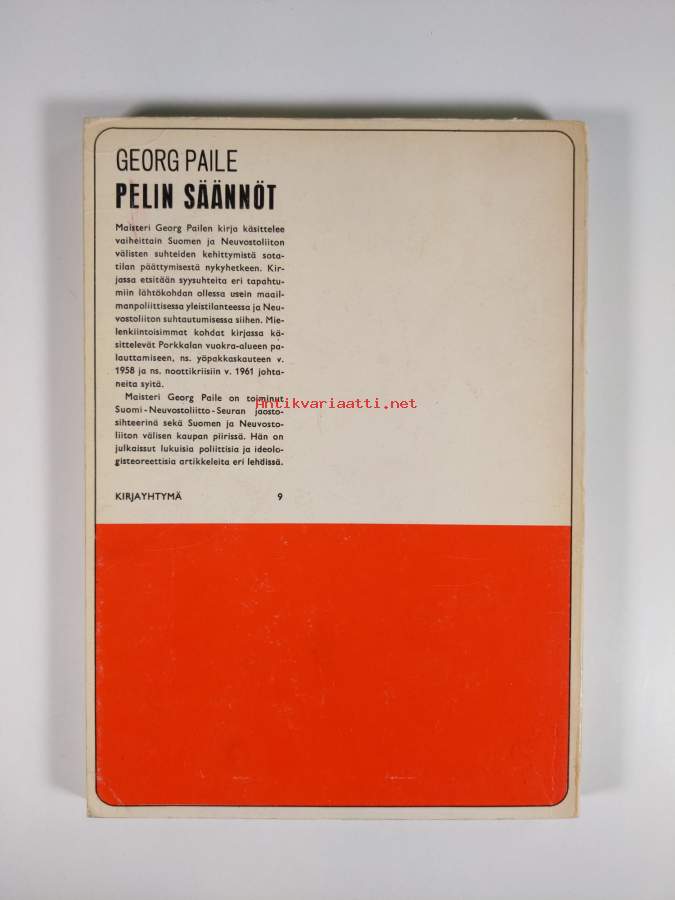 GEORG PAILE
PELIN SÄÄNNÖT
Maisteri Georg Pailen kirja käsittelee
vaiheittain Suomen ja Neuvostoliiton
välisten suhteiden kehittymistä sota-
tilan päättymisestä nykyhetkeen. Kir-
jassa etsitään syysuhteita eri tapahtu-
miin lähtökohdan ollessa usein maail-
manpoliittisessa yleistilanteessa ja Neu-
vostoliiton suhtautumisessa siihen. Mie-
lenkiintoisimmat kohdat kirjassa kä-
sittelevät Porkkalan vuokra-alueen pa-
lauttamiseen, ns. yöpakkaskauteen v.
1958 ja ns. noottikriisiin v. 1961 johta-
neita syitä.
Maisteri Georg Paile on toiminut
Suomi-Neuvostoliitto-Seuran jaosto-
sihteerinä sekä Suomen ja Neuvosto-
liiton välisen kaupan piirissä. Hän on
julkaissut lukuisia poliittisia ja ideolo-
gisteoreettisia artikkeleita eri lehdissä.
KIRJAYHTYMÄ 9
Antikvariaatti.net